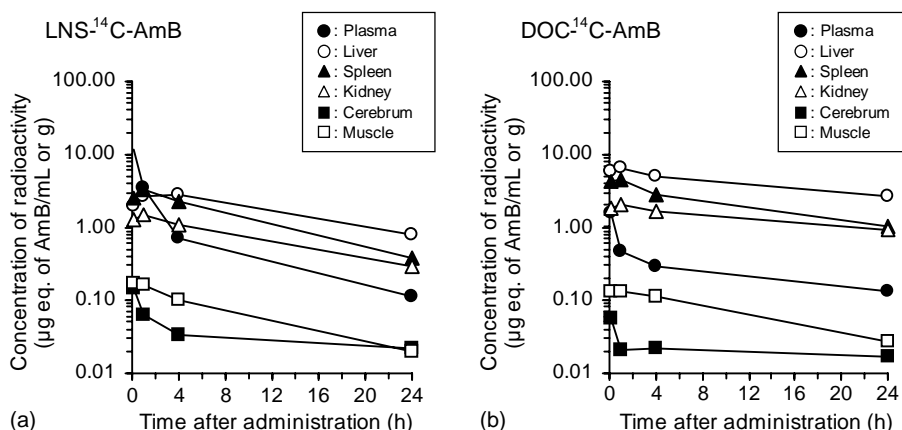 LNS-¹⁴C-AmB
●: Plasma
○: Liver
▲: Spleen
△: Kidney
■: Cerebrum
□: Muscle
Concentration of radioactivity
(µg eq. of AmB/mL or g)
100.00
10.00
1.00
0.10
0.01
0 4 8 12 16 20 24
Time after administration (h)
(a)
DOC-¹⁴C-AmB
●: Plasma
○: Liver
▲: Spleen
△: Kidney
■: Cerebrum
□: Muscle
Concentration of radioactivity
(µg eq. of AmB/mL or g)
100.00
10.00
1.00
0.10
0.01
0 4 8 12 16 20 24
Time after administration (h)
(b)